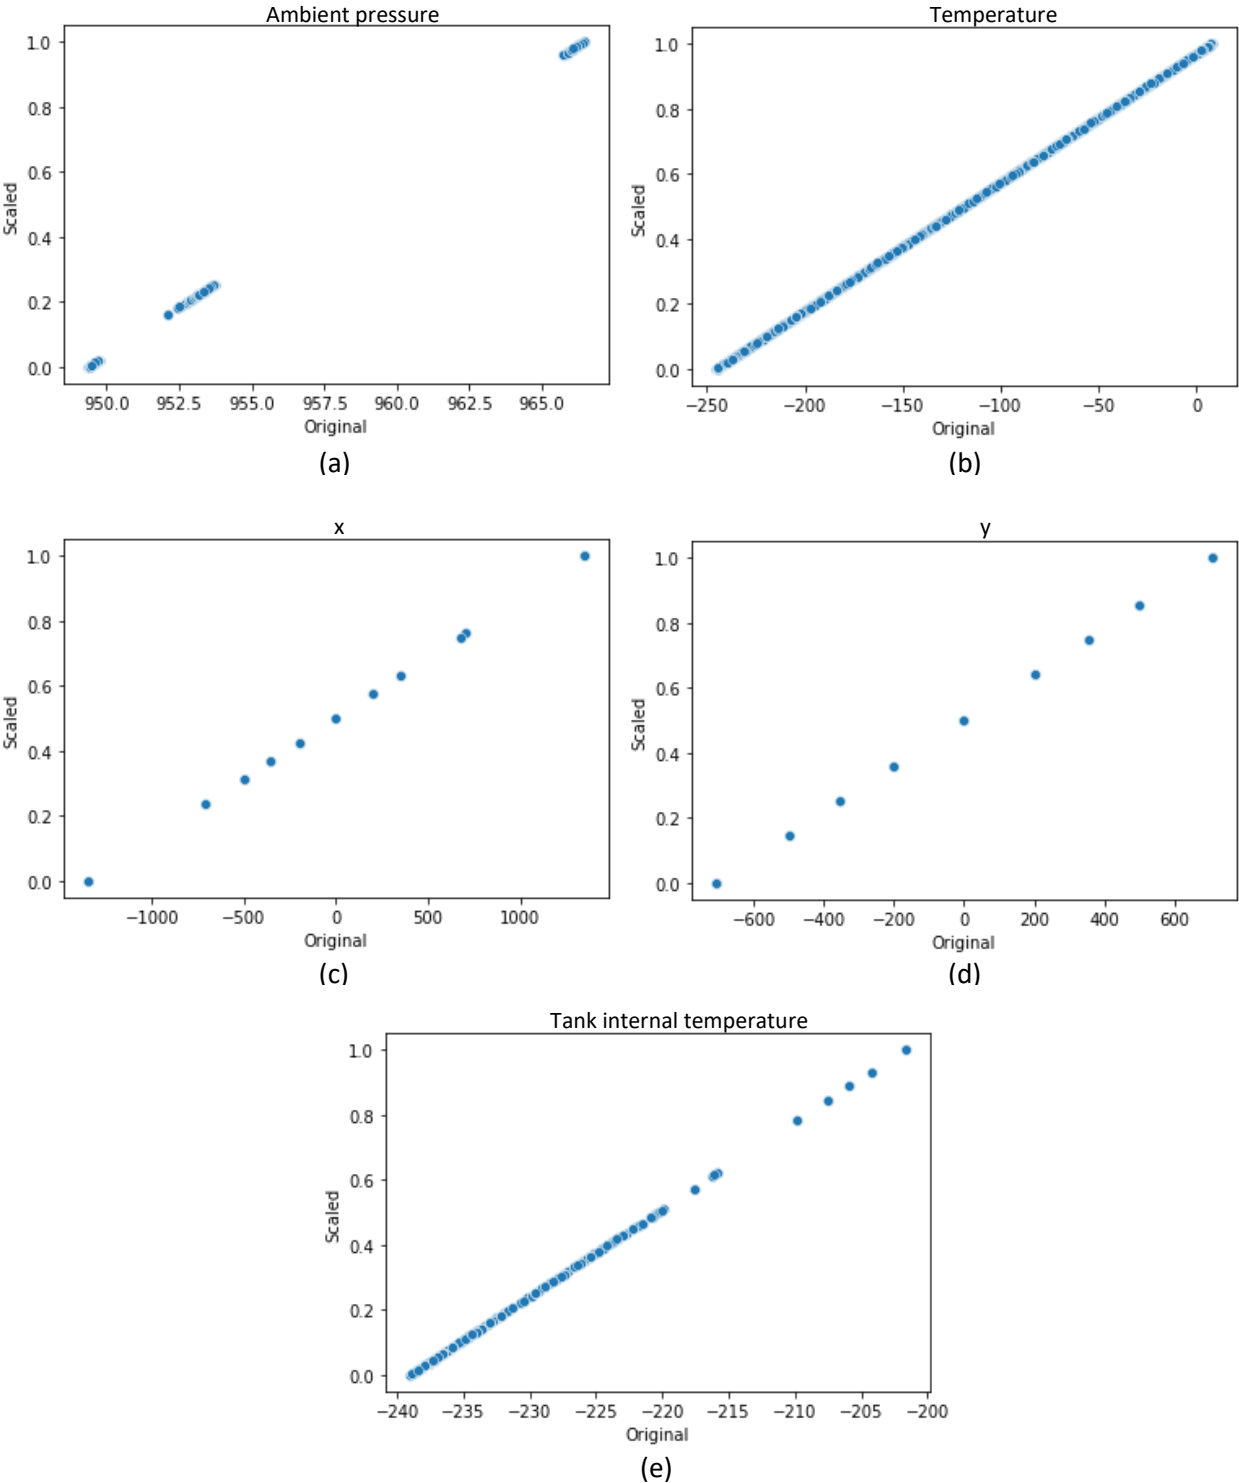 Ambient pressure
1.0
0.8
0.6
0.4
0.2
0.0
Scaled
950.0 952.5 955.0 957.5 960.0 962.5 965.0
Original
(a)
Temperature
1.0
0.8
0.6
0.4
0.2
0.0
Scaled
−250 −200 −150 −100 −50 0
Original
(b)
x
1.0
0.8
0.6
0.4
0.2
0.0
Scaled
−1000 −500 0 500 1000
Original
(c)
y
1.0
0.8
0.6
0.4
0.2
0.0
Scaled
−600 −400 −200 0 200 400 600
Original
(d)
Tank internal temperature
1.0
0.8
0.6
0.4
0.2
0.0
Scaled
−240 −235 −230 −225 −220 −215 −210 −205 −200
Original
(e)